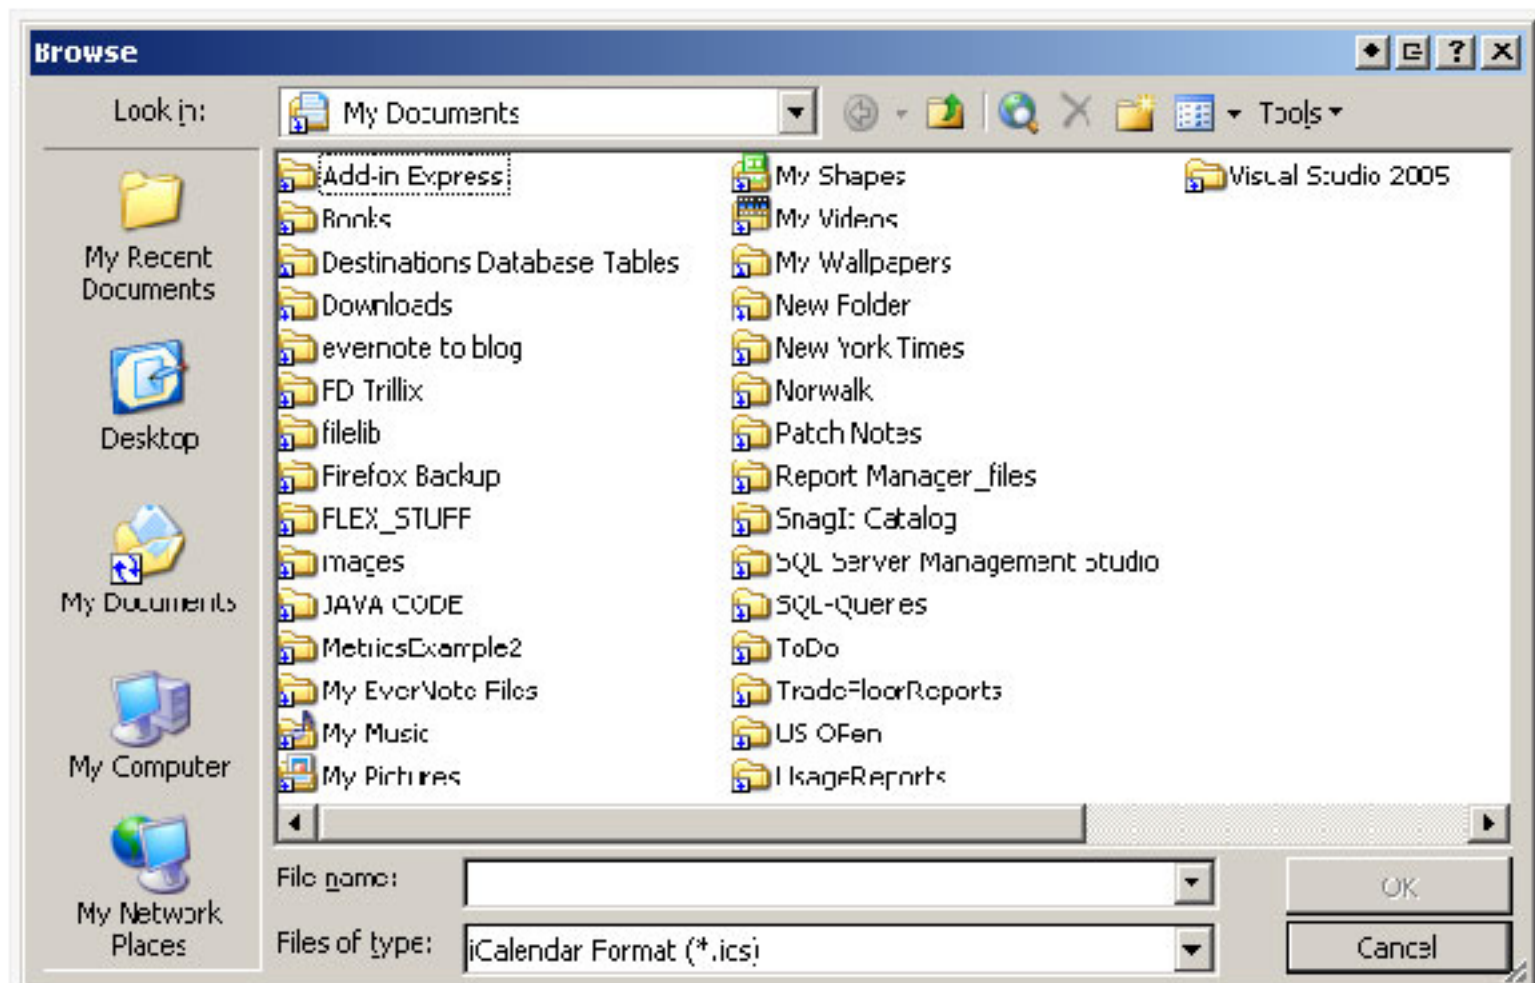 Browse
Look in:
My Documents
Tools
My Recent
Documents
Desktop
My Documents
My Computer
My Network
Places
Add-in Express
Books
Destinations Database Tables
Downloads
evernote to blog
FD Trillix
filelib
Firefox Backup
FLEX_STUFF
images
JAVA CODE
MetricsExample2
My EverNote Files
My Music
My Pictures
My Shapes
My Videos
My Wallpapers
New Folder
New York Times
Norwalk
Patch Notes
Report Manager_files
SnagIt Catalog
SQL Server Management Studio
SQL-Queries
ToDo
TradeFloorReports
US OPen
UsageReports
Visual Studio 2005
File name:
OK
Files of type:
iCalendar Format (*.ics)
Cancel